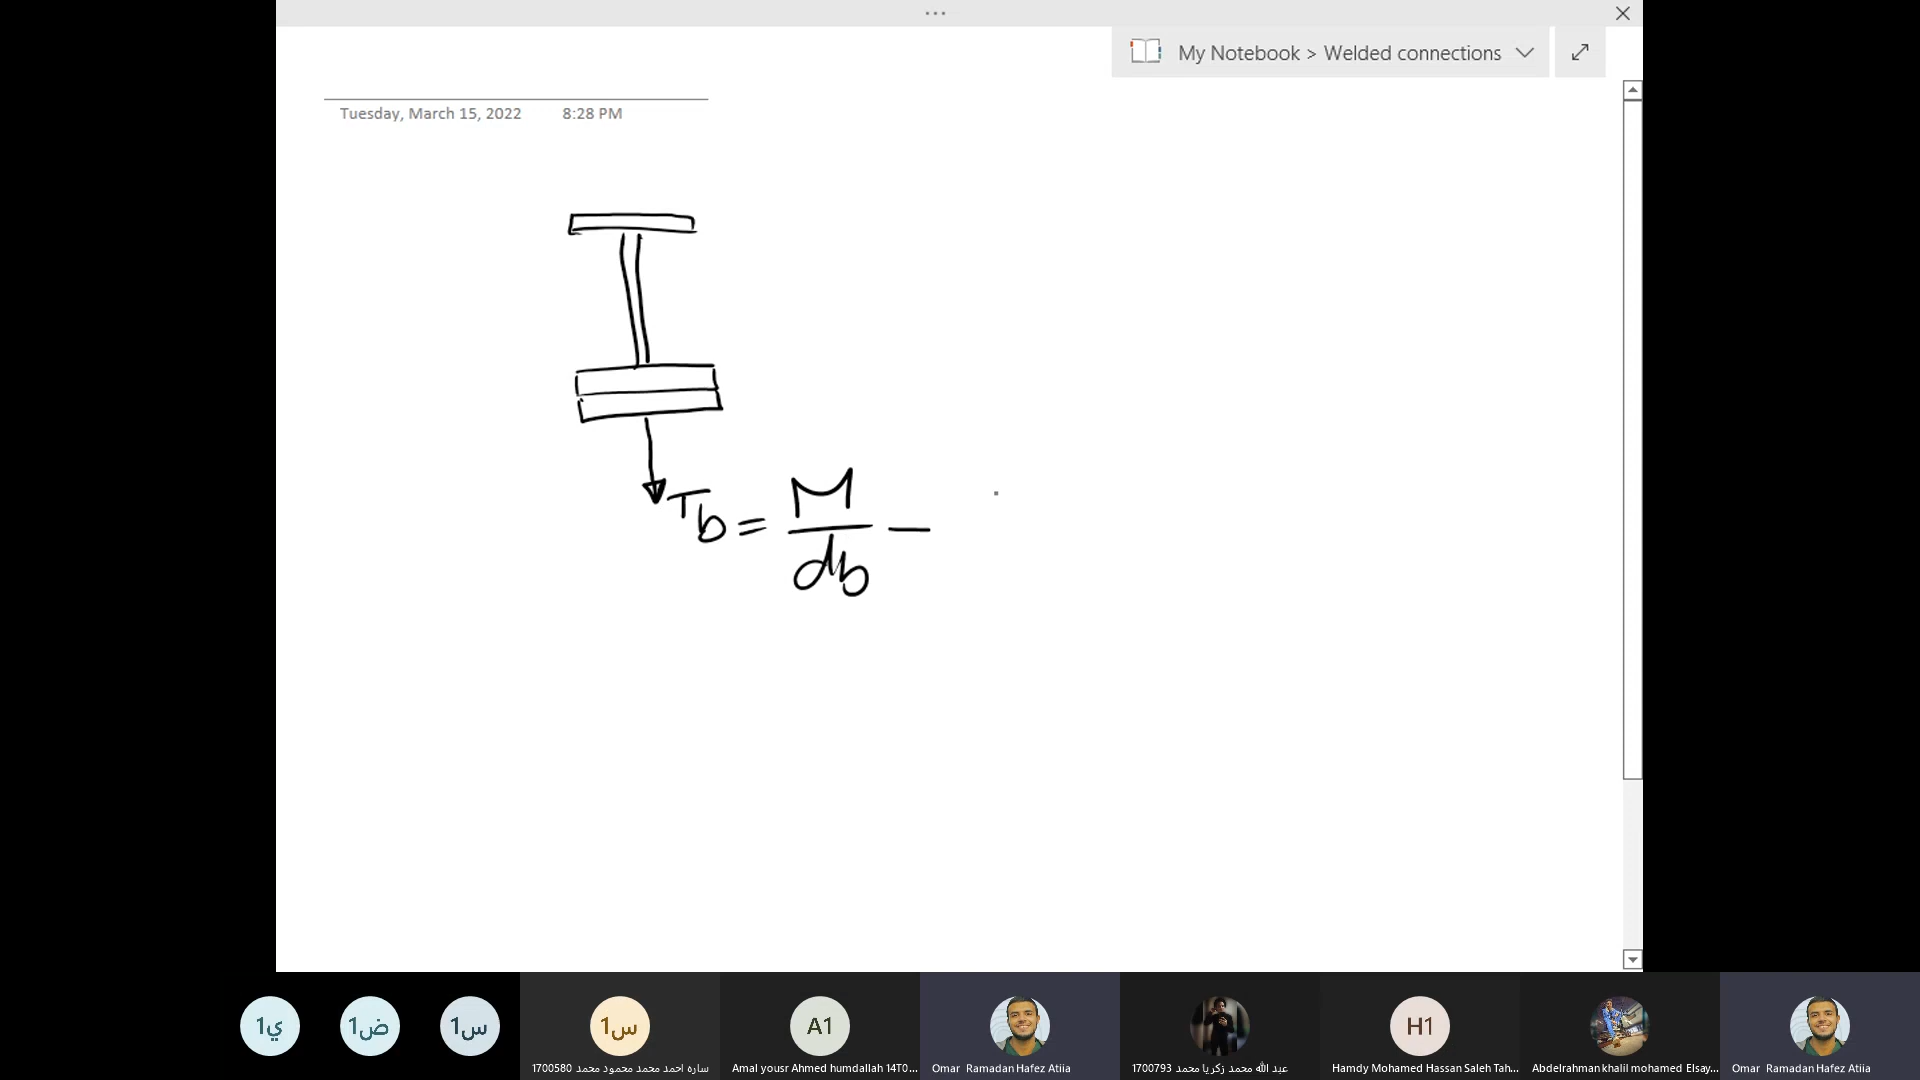 ...
My Notebook > Welded connections
Tuesday, March 15, 2022 8:28 PM
Tb = M/db −
ي1
ض1
س1
س1
A1
H1
ساره احمد محمد محمود محمد 1700580
Amal yousr Ahmed humdallah 14T0...
Omar Ramadan Hafez Atiia
عبد الله محمد زكريا محمد 1700793
Hamdy Mohamed Hassan Saleh Tah...
Abdelrahman khalil mohamed Elsay...
Omar Ramadan Hafez Atiia